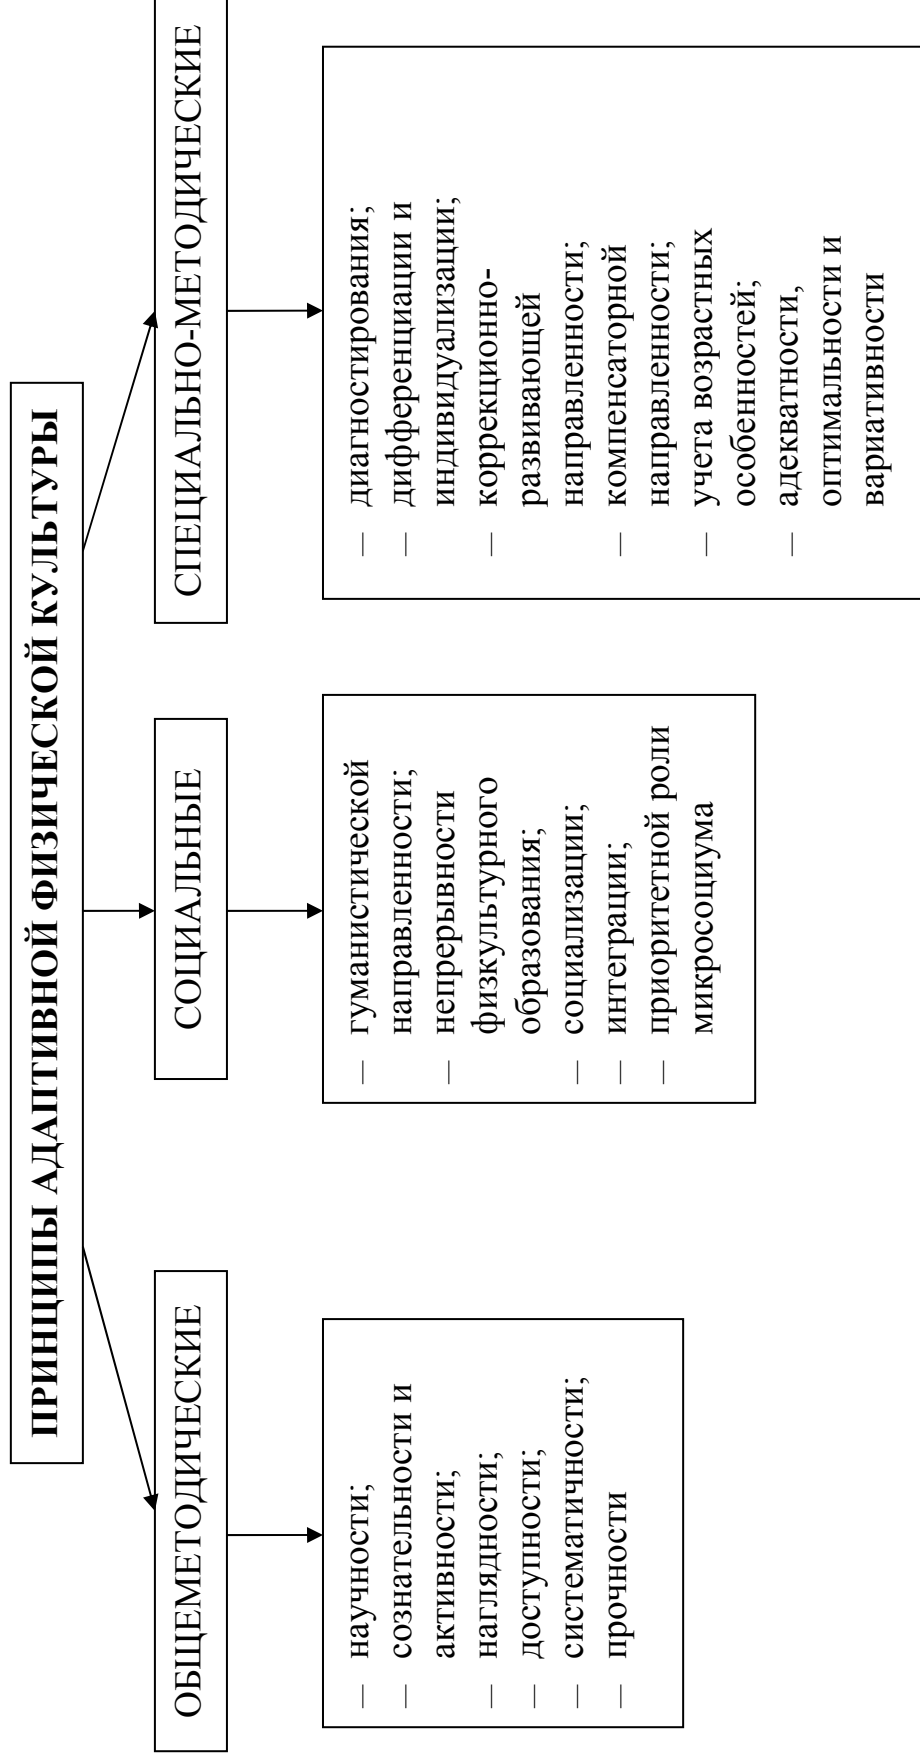 ПРИНЦИПЫ АДАПТИВНОЙ ФИЗИЧЕСКОЙ КУЛЬТУРЫ
ОБЩЕМЕТОДИЧЕСКИЕ
– научности;
– сознательности и
активности;
– наглядности;
– доступности;
– систематичности;
– прочности
СОЦИАЛЬНЫЕ
– гуманистической
направленности;
– непрерывности
физкультурного
образования;
– социализации;
– интеграции;
– приоритетной роли
микросоциума
СПЕЦИАЛЬНО-МЕТОДИЧЕСКИЕ
– диагностирования;
– дифференциации и
индивидуализации;
– коррекционно-
развивающей
направленности;
– компенсаторной
направленности;
– учета возрастных
особенностей;
– адекватности,
оптимальности и
вариативности